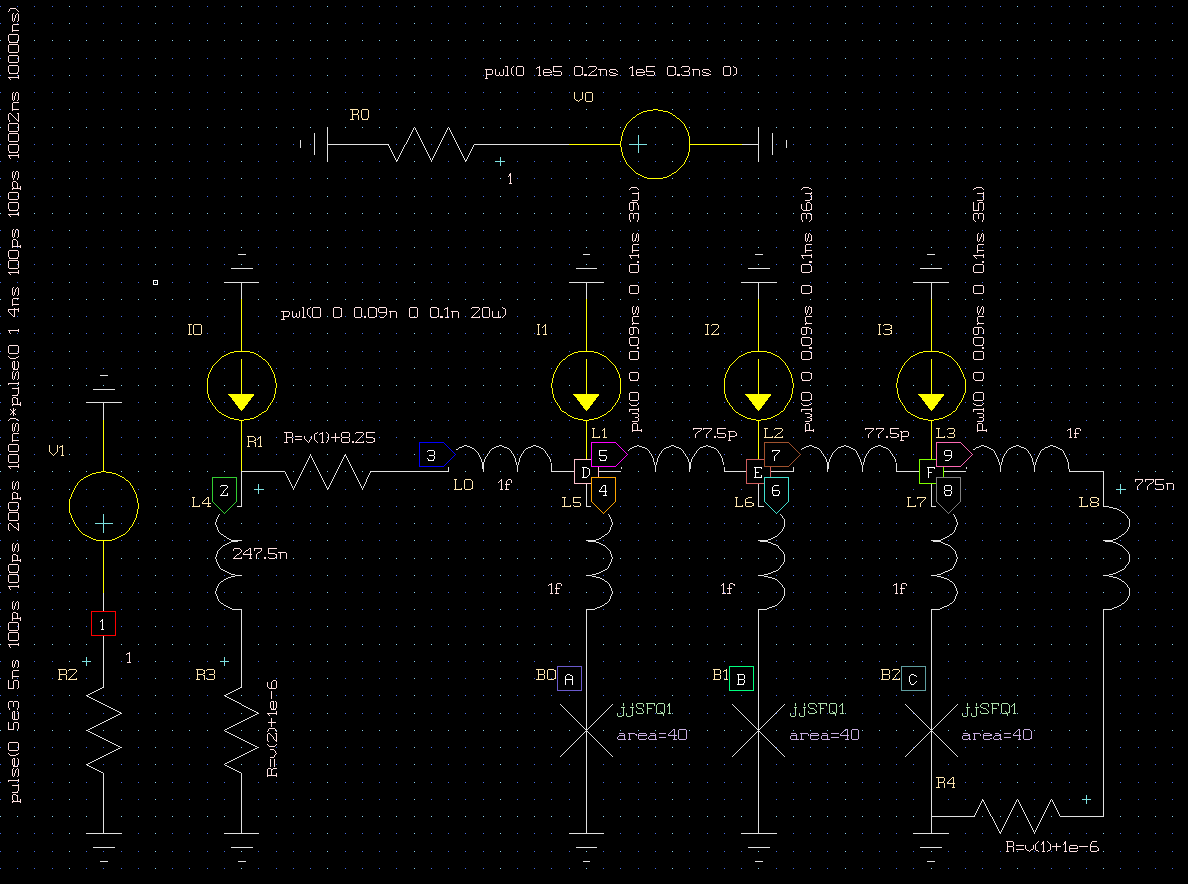 pulse(0 5e3 5ns 100ps 100ps 200ps 100ns)*pulse(0 1 4ns 100ps 100ps 10002ns 10000ns)
pwl(0 1e5 0.2ns 1e5 0.3ns 0)
V0
R0
1
pwl(0 0 0.09n 0 0.1n 20u)
I0
I1
pwl(0 0 0.09ns 0 0.1ns 39u)
I2
pwl(0 0 0.09ns 0 0.1ns 36u)
I3
pwl(0 0 0.09ns 0 0.1ns 35u)
V1
R1
R=v(1)+8.25
3
L0
1f
L1
77.5p
L2
77.5p
L3
1f
D
5
E
7
F
9
L4
2
L5
4
L6
6
L7
8
L8
775n
247.5n
1f
1f
1f
1
1
R2
R3
R=v(2)+1e-6
B0
A
B1
B
B2
C
jjSFQ1
area=40
jjSFQ1
area=40
jjSFQ1
area=40
R4
R=v(1)+1e-6